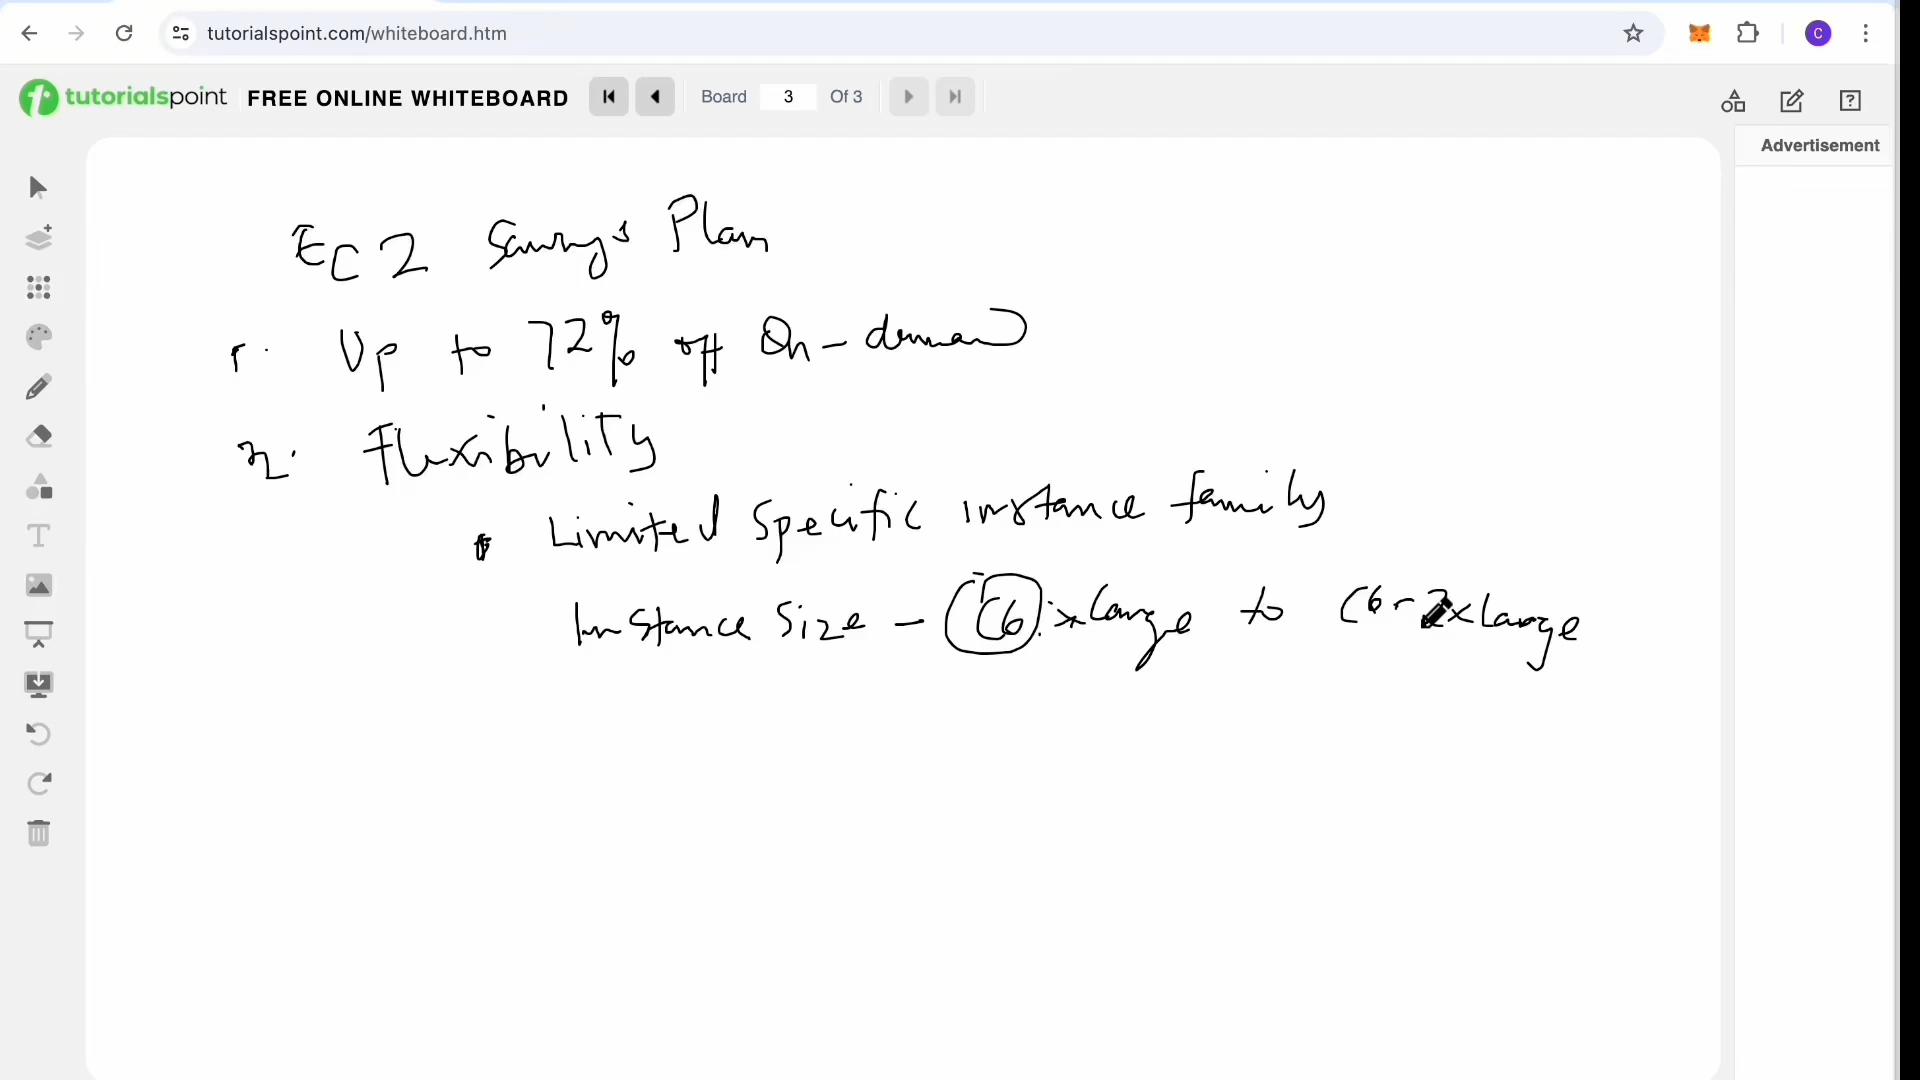 tutorialspoint.com/whiteboard.htm
C
tutorialspoint FREE ONLINE WHITEBOARD Board 3 Of 3
Advertisement
EC2 Savings Plan
1. Up to 72% off On-demand
2. Flexibility
Limited specific instance family
Instance Size - C6.xlarge to C6-2xLarge